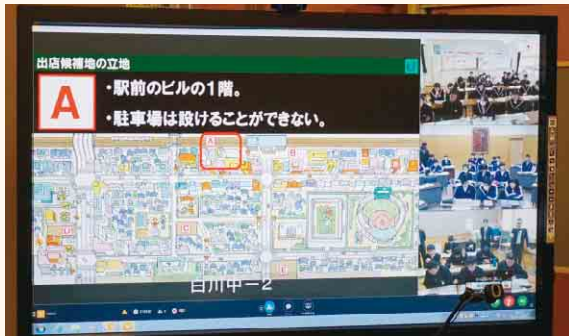 出店候補地の立地
A
・駅前のビルの1階。
・駐車場は設けることができない。
A
C
E
白川中－2